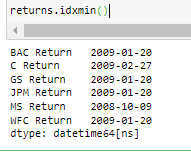 returns.idxmin()
BAC Return   2009-01-20
C Return     2009-02-27
GS Return    2009-01-20
JPM Return   2009-01-20
MS Return    2008-10-09
WFC Return   2009-01-20
dtype: datetime64[ns]